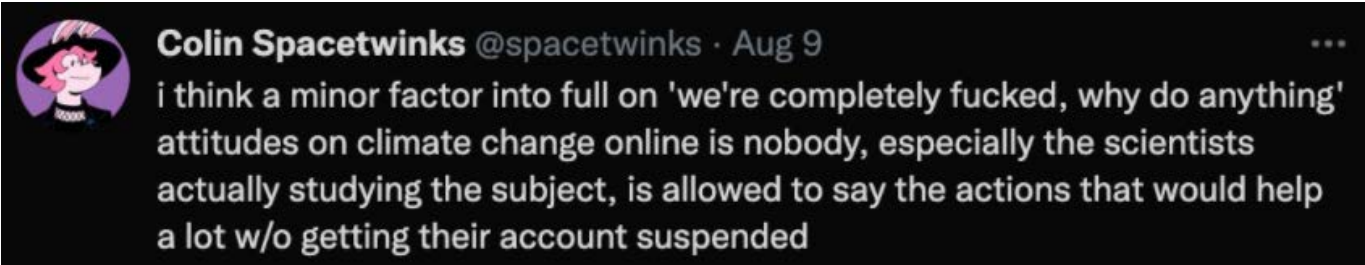 Colin Spacetwinks @spacetwinks · Aug 9
i think a minor factor into full on 'we're completely fucked, why do anything'
attitudes on climate change online is nobody, especially the scientists
actually studying the subject, is allowed to say the actions that would help
a lot w/o getting their account suspended